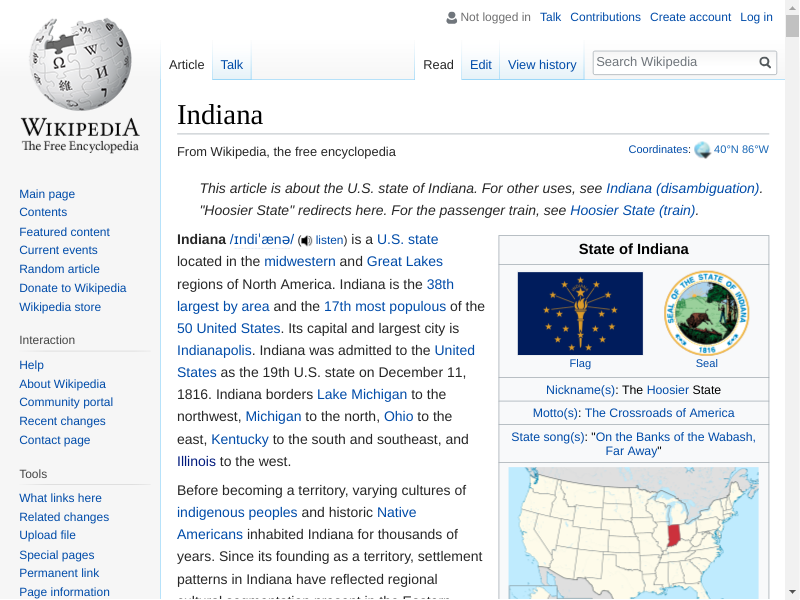 Not logged in Talk Contributions Create account Log in
Article Talk Read Edit View history Search Wikipedia
WIKIPEDIA
The Free Encyclopedia
Main page
Contents
Featured content
Current events
Random article
Donate to Wikipedia
Wikipedia store
Interaction
Help
About Wikipedia
Community portal
Recent changes
Contact page
Tools
What links here
Related changes
Upload file
Special pages
Permanent link
Page information
Indiana
From Wikipedia, the free encyclopedia
Coordinates: 40°N 86°W
This article is about the U.S. state of Indiana. For other uses, see Indiana (disambiguation).
"Hoosier State" redirects here. For the passenger train, see Hoosier State (train).
Indiana /ɪndiˈænə/ (listen) is a U.S. state
located in the midwestern and Great Lakes
regions of North America. Indiana is the 38th
largest by area and the 17th most populous of the
50 United States. Its capital and largest city is
Indianapolis. Indiana was admitted to the United
States as the 19th U.S. state on December 11,
1816. Indiana borders Lake Michigan to the
northwest, Michigan to the north, Ohio to the
east, Kentucky to the south and southeast, and
Illinois to the west.
Before becoming a territory, varying cultures of
indigenous peoples and historic Native
Americans inhabited Indiana for thousands of
years. Since its founding as a territory, settlement
patterns in Indiana have reflected regional
cultural segmentation present in the Eastern
State of Indiana
SEAL OF THE STATE OF INDIANA
1816
Flag Seal
Nickname(s): The Hoosier State
Motto(s): The Crossroads of America
State song(s): "On the Banks of the Wabash,
Far Away"